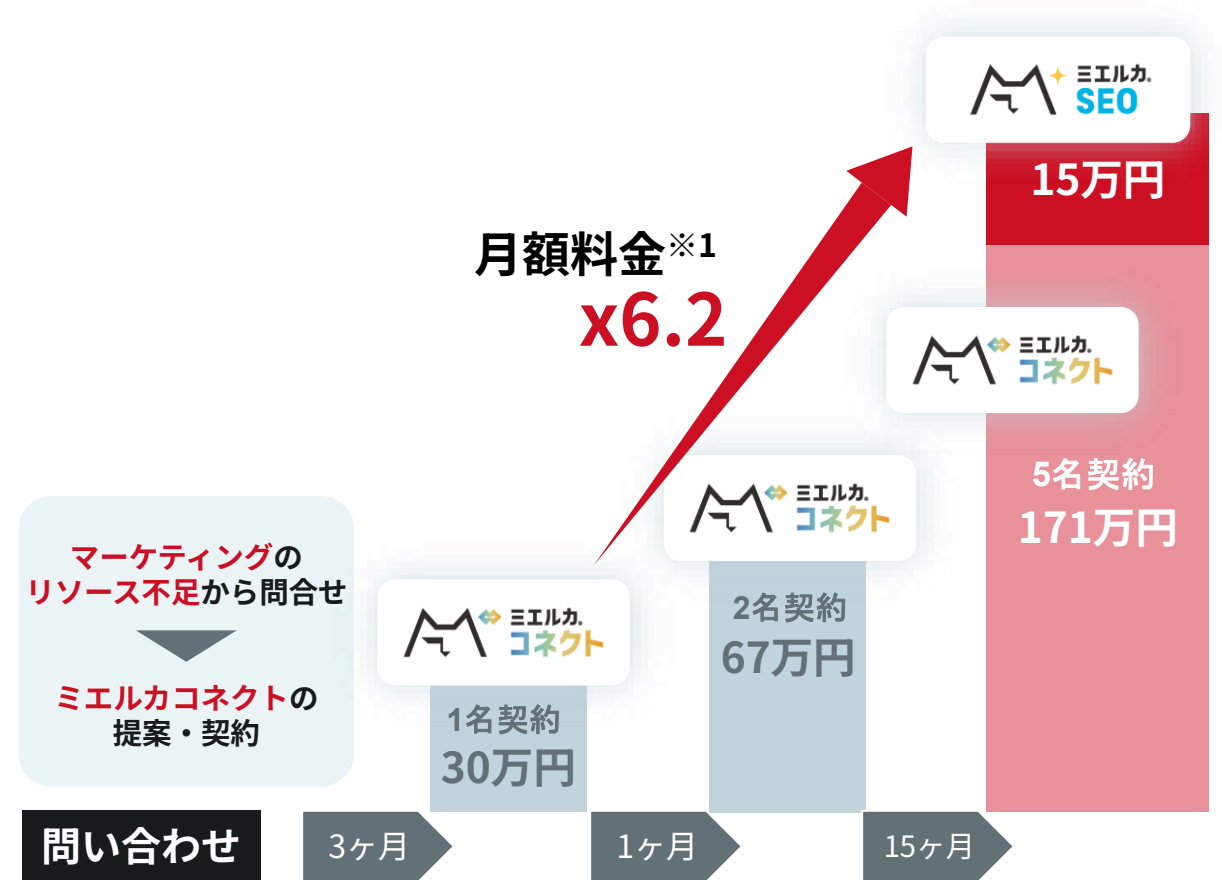 ミエルカ.
SEO
15万円
月額料金※1
x6.2
ミエルカ.
コネクト
5名契約
171万円
ミエルカ.
コネクト
2名契約
67万円
マーケティングの
リソース不足から問合せ
ミエルカコネクトの
提案・契約
ミエルカ.
コネクト
1名契約
30万円
問い合わせ
3ヶ月
1ヶ月
15ヶ月